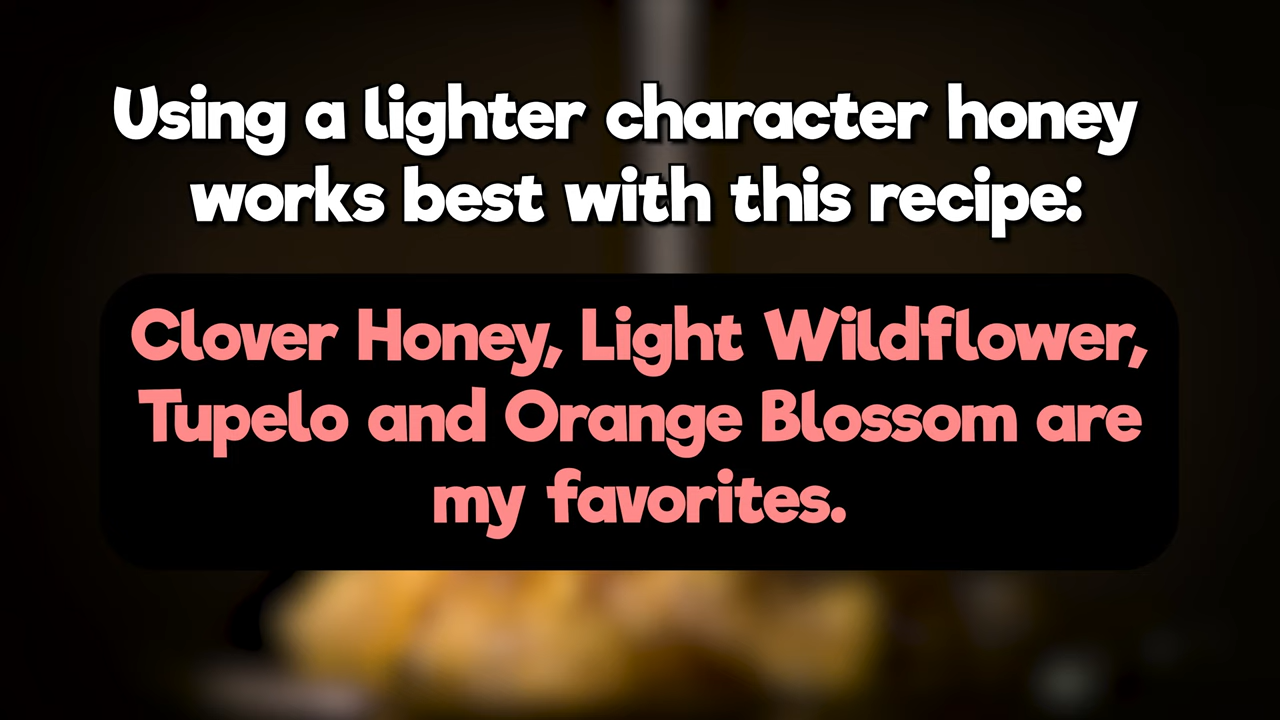 Using a lighter character honey
works best with this recipe:
Clover Honey, Light Wildflower,
Tupelo and Orange Blossom are
my favorites.